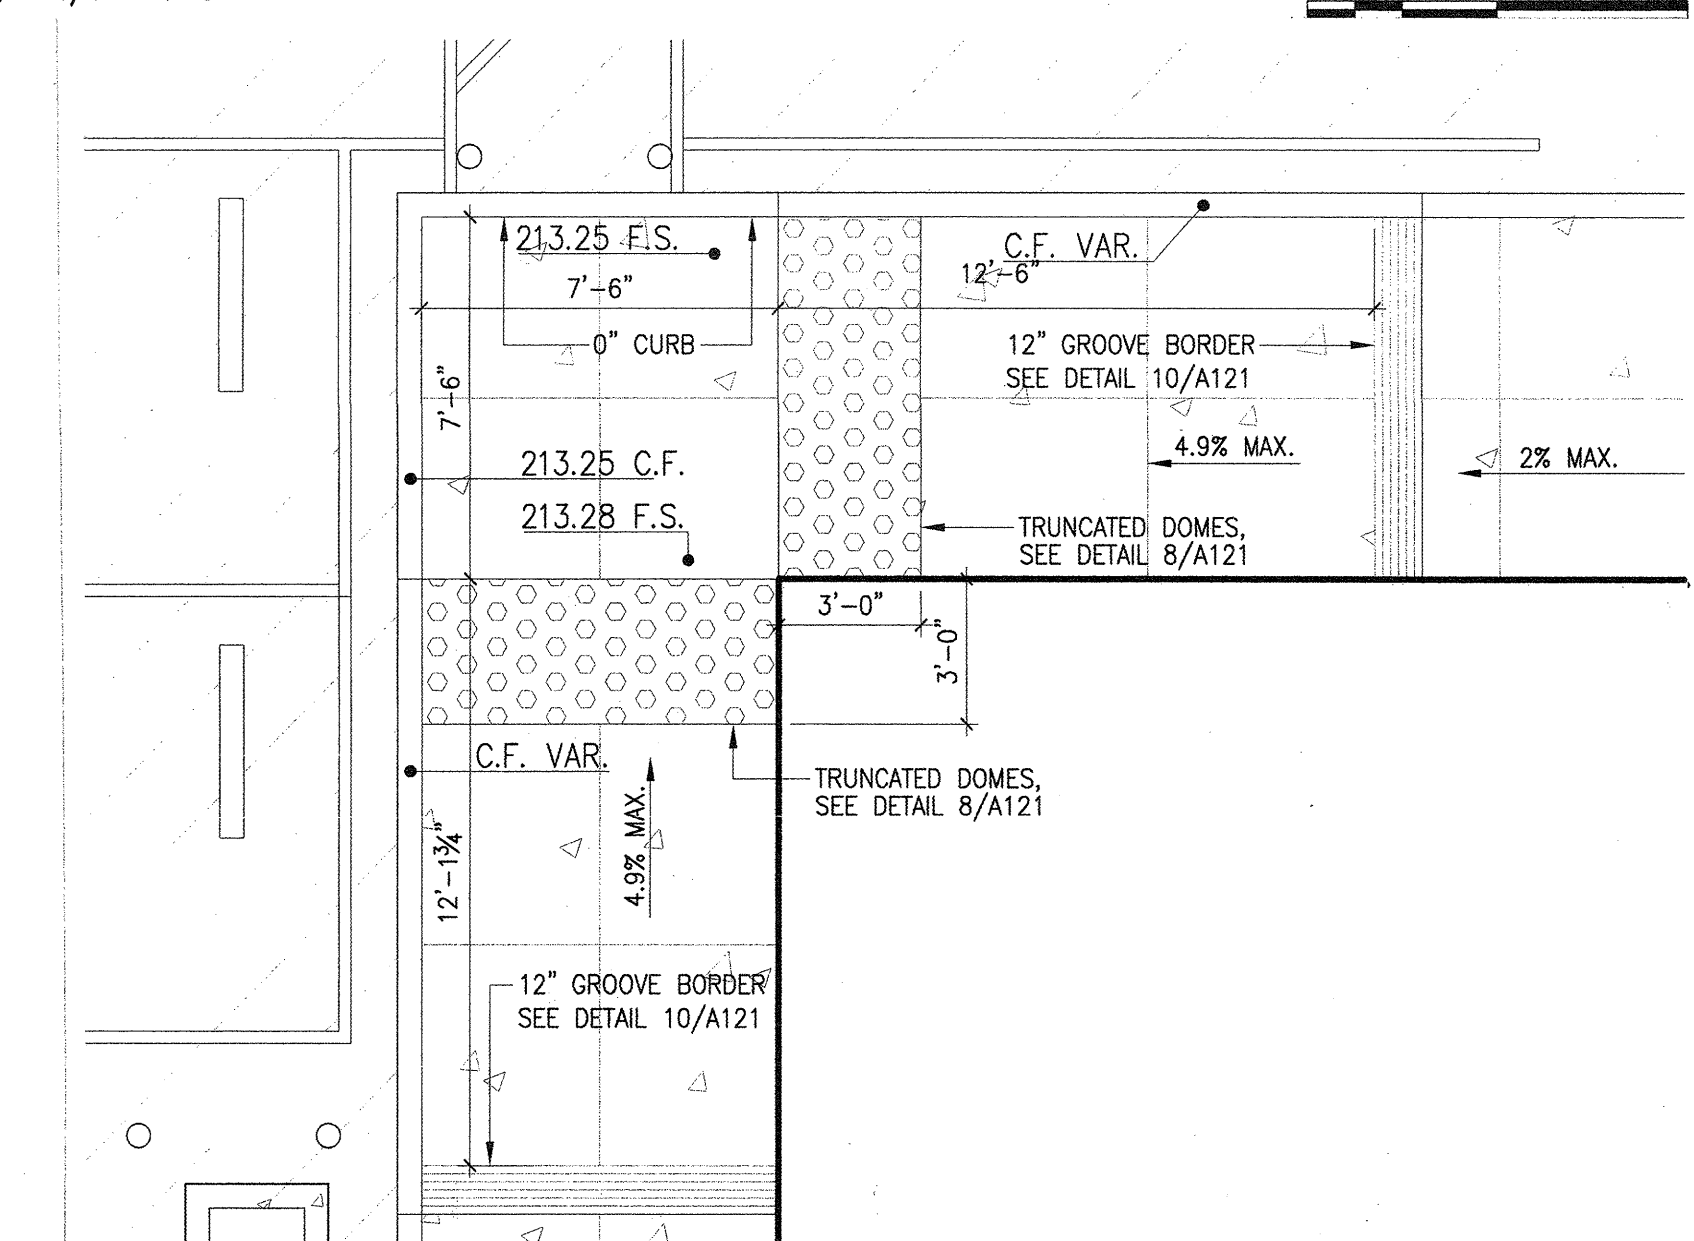 213.25 F.S.
C.F. VAR.
12'-6"
7'-6"
0" CURB
12" GROOVE BORDER
SEE DETAIL 10/A121
7'-6"
4.9% MAX.
2% MAX.
213.25 C.F.
213.28 F.S.
TRUNCATED DOMES,
SEE DETAIL 8/A121
3'-0"
3'-0"
C.F. VAR.
TRUNCATED DOMES,
SEE DETAIL 8/A121
4.9% MAX.
12'-1¾"
12" GROOVE BORDER
SEE DETAIL 10/A121